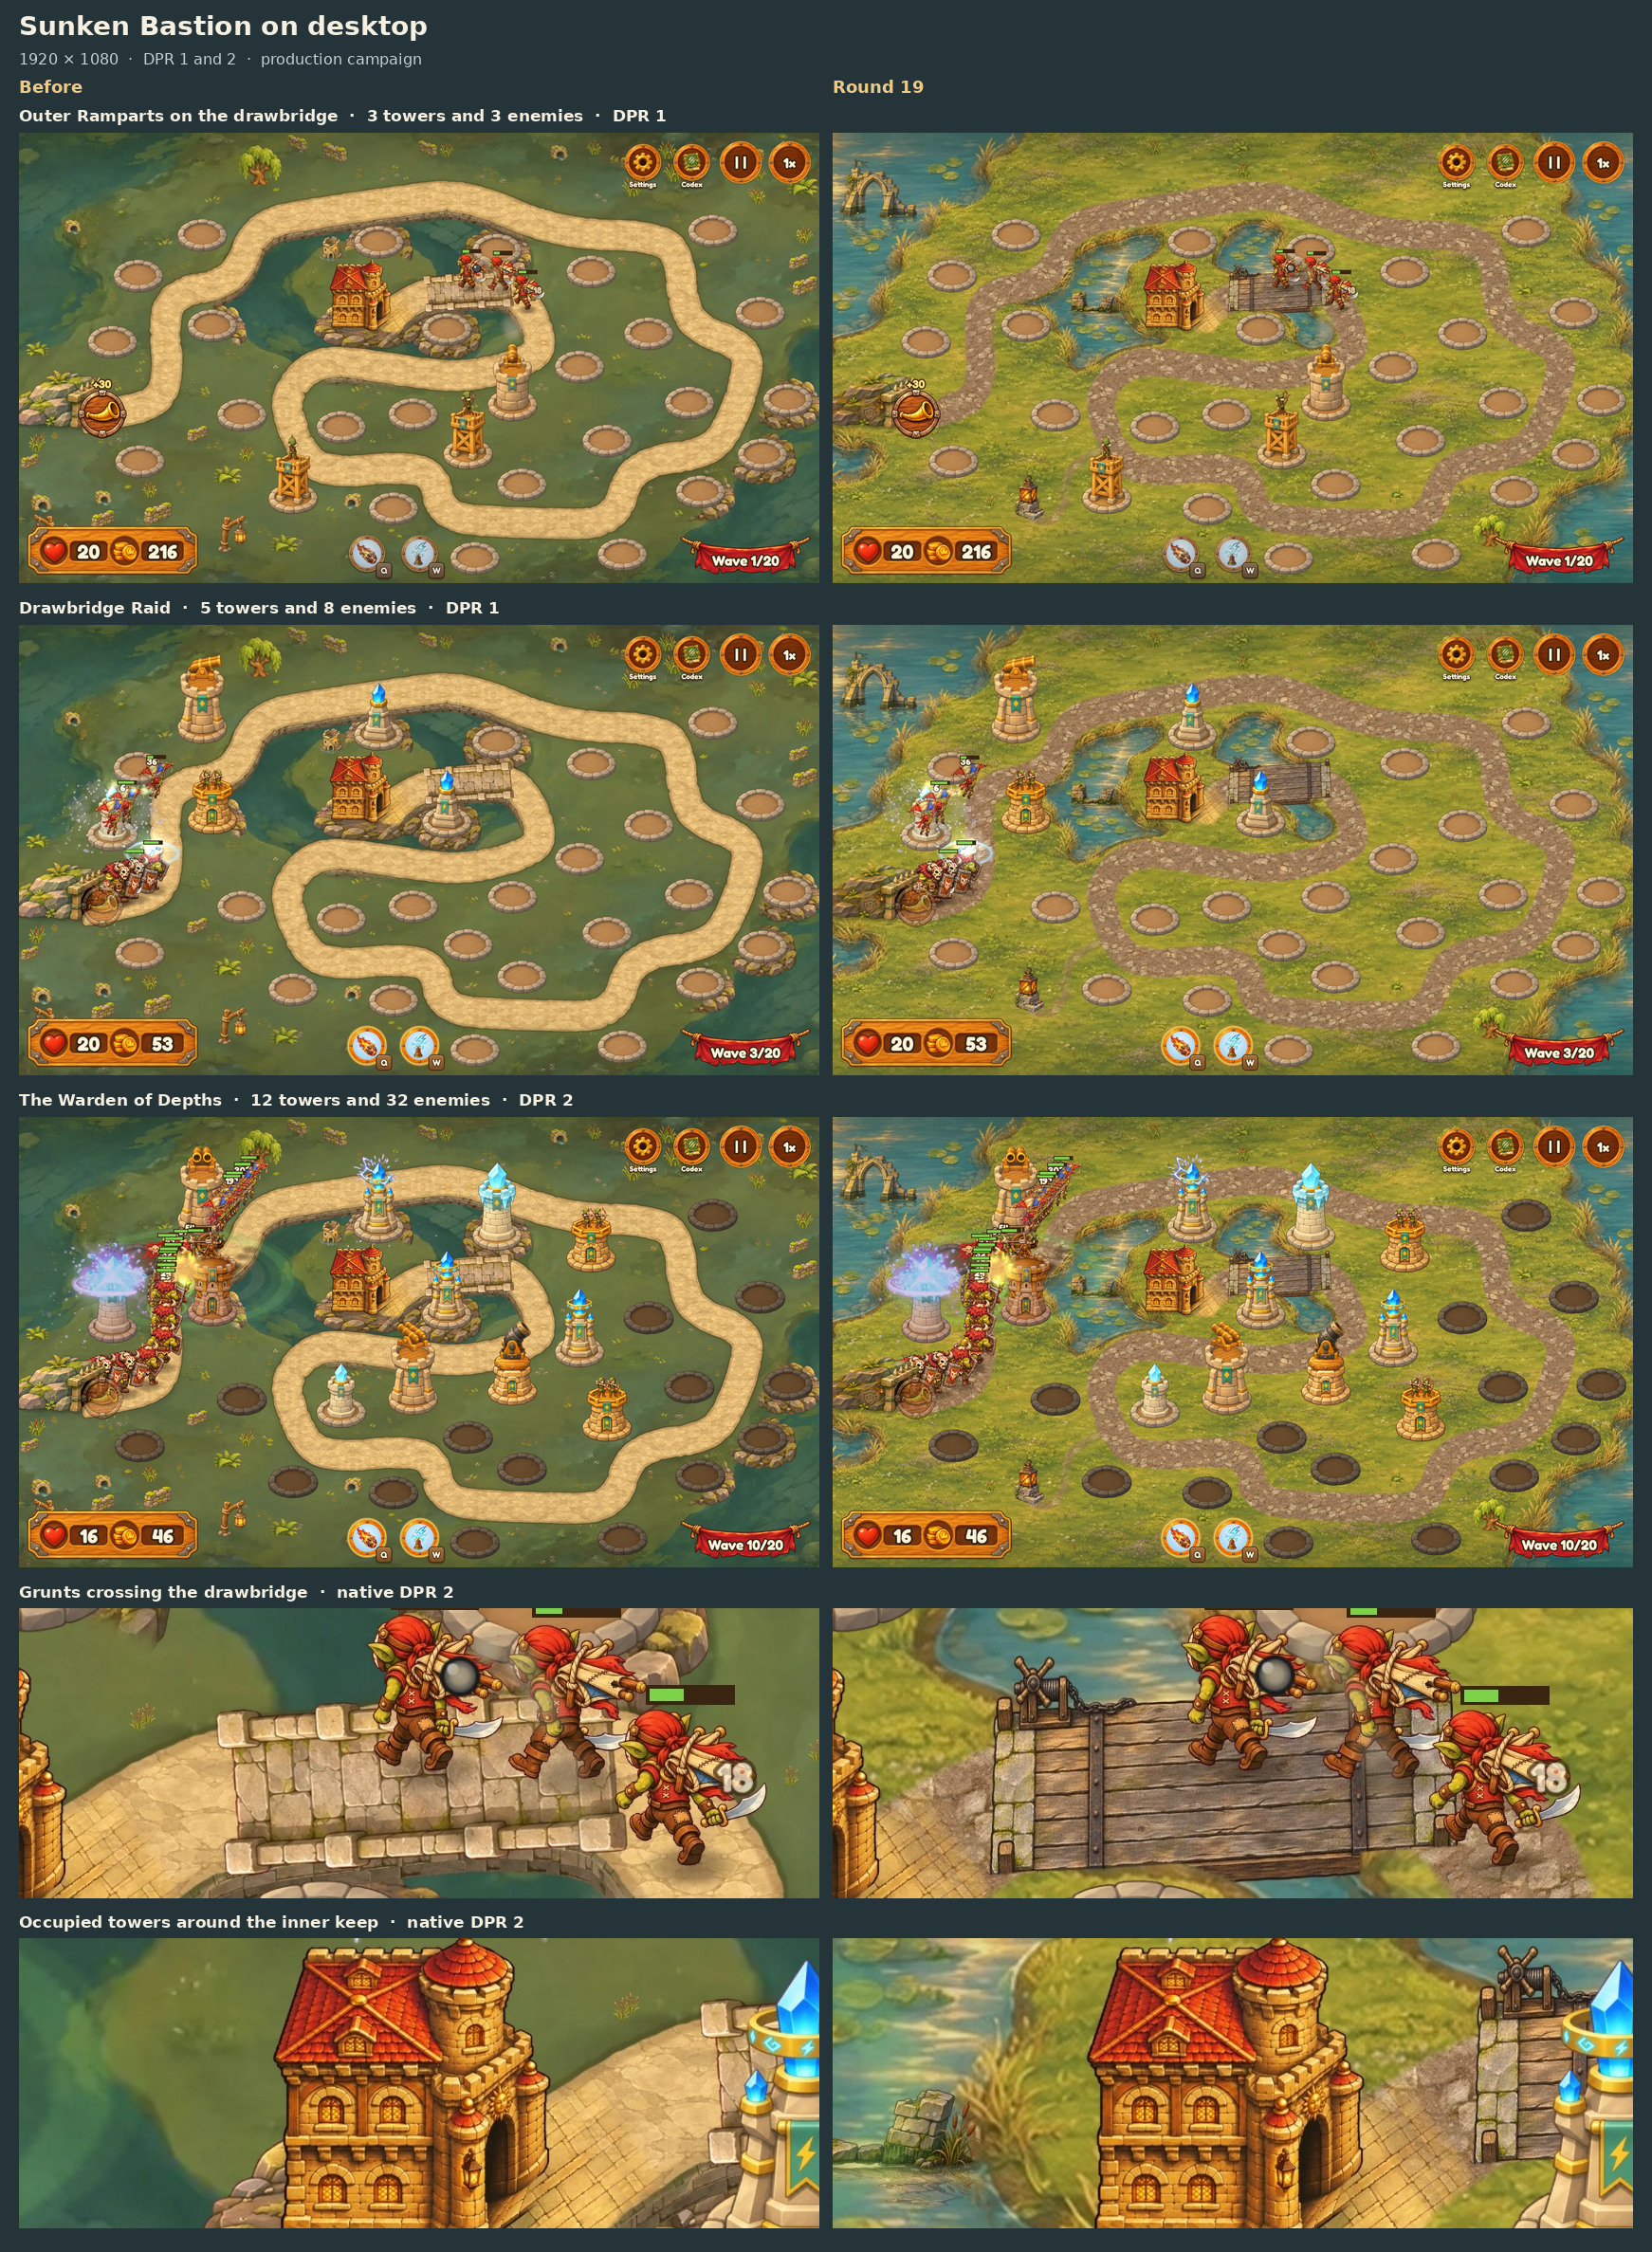 Sunken Bastion on desktop
1920 × 1080 · DPR 1 and 2 · production campaign
Before
Round 19
Outer Ramparts on the drawbridge · 3 towers and 3 enemies · DPR 1
Settings Codex 1x
+30
18
20 216
Q W
Wave 1/20
Settings Codex 1x
+30
18
20 216
Q W
Wave 1/20
Drawbridge Raid · 5 towers and 8 enemies · DPR 1
Settings Codex 1x
36
6
20 53
Q W
Wave 3/20
Settings Codex 1x
36
6
20 53
Q W
Wave 3/20
The Warden of Depths · 12 towers and 32 enemies · DPR 2
Settings Codex 1x
16 46
Q W
Wave 10/20
Settings Codex 1x
16 46
Q W
Wave 10/20
Grunts crossing the drawbridge · native DPR 2
18
18
Occupied towers around the inner keep · native DPR 2